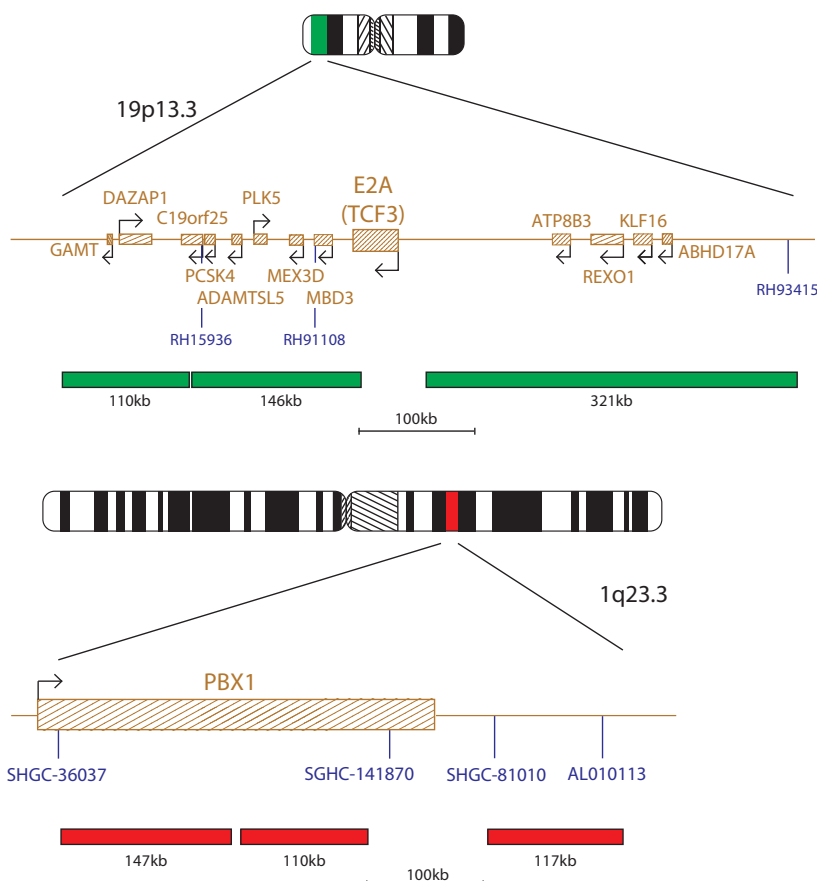 19p13.3
E2A
(TCF3)
DAZAP1
PLK5
C19orf25
ATP8B3
KLF16
GAMT
ABHD17A
PCSK4
MEX3D
REXO1
RH93415
ADAMTSL5
MBD3
RH15936
RH91108
110kb
146kb
321kb
100kb
1q23.3
PBX1
SHGC-36037
SGHC-141870
SHGC-81010
AL010113
147kb
110kb
117kb
100kb